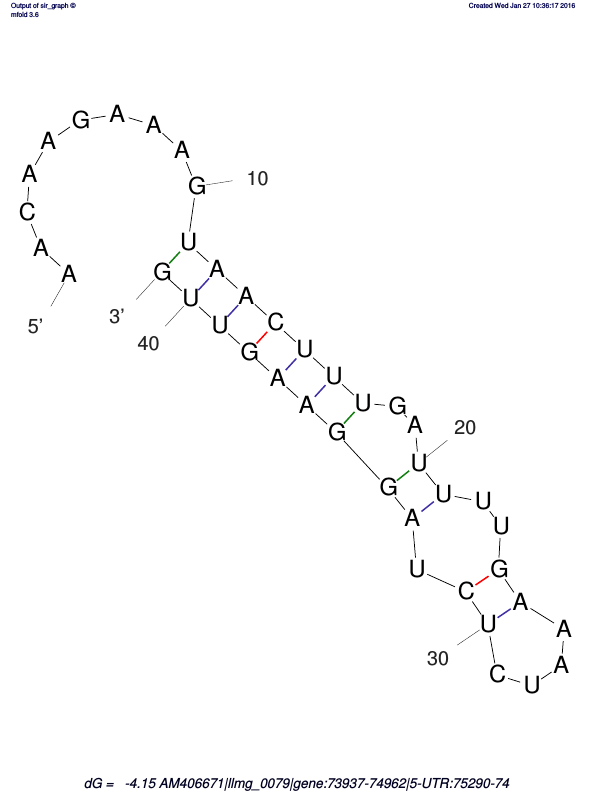 Output of sir_graph ©
mfold 3.6
Created Wed Jan 27 10:36:17 2016
A
A
C
A
A
G
A
A
A
G
10
U
A
A
C
U
U
U
G
A
U
20
U
U
U
G
A
A
A
U
C
U
30
C
U
A
G
G
A
A
G
U
U
40
G
3'
5'
dG = -4.15 AM406671|llmg_0079|gene:73937-74962|5-UTR:75290-74